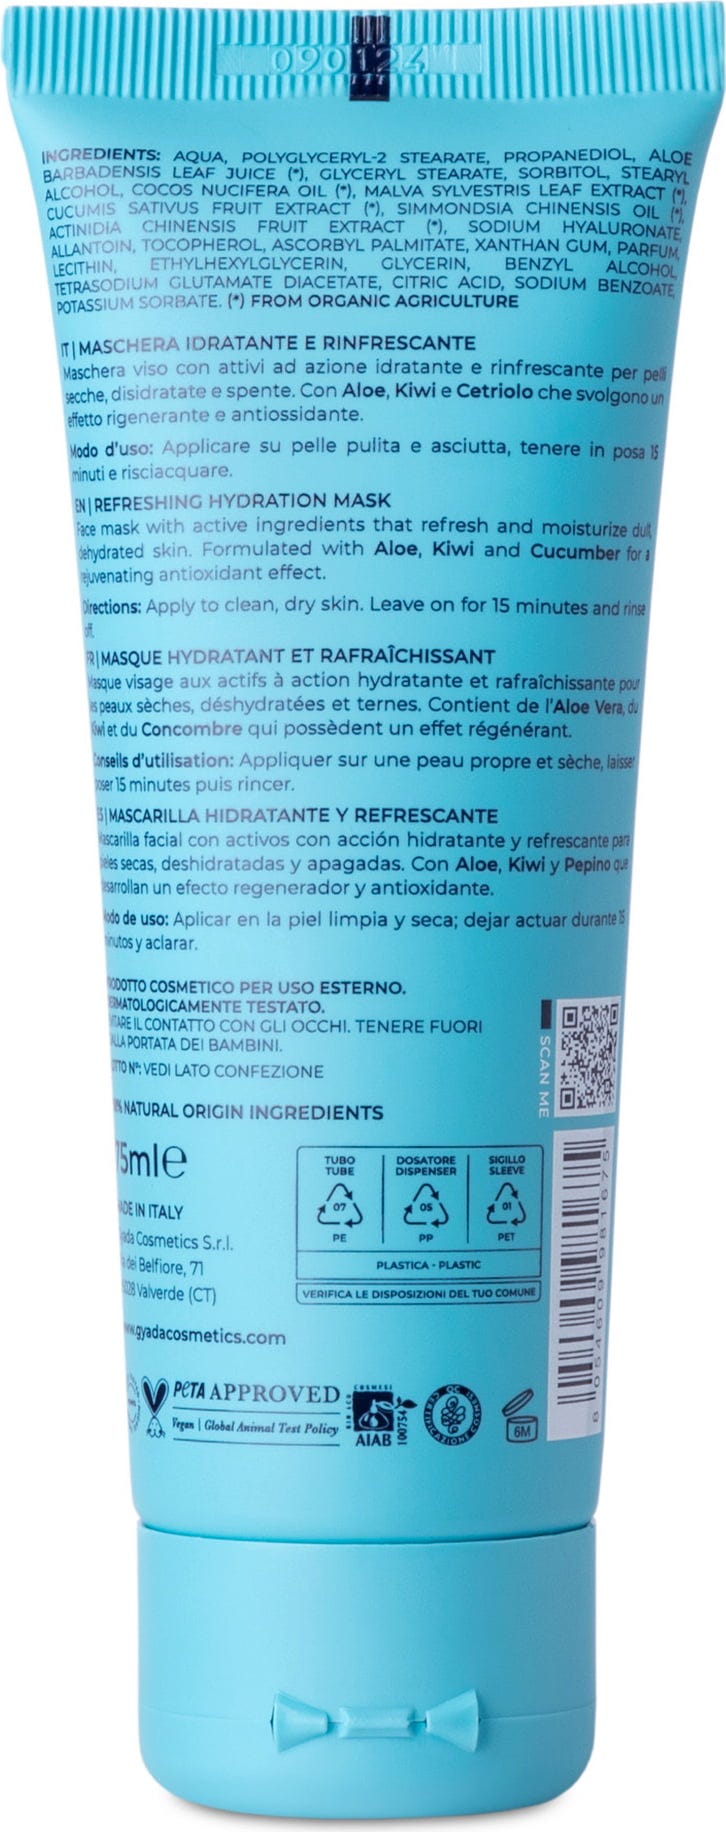 090124
INGREDIENTS: AQUA, POLYGLYCERYL-2 STEARATE, PROPANEDIOL, ALOE
BARBADENSIS LEAF JUICE (*), GLYCERYL STEARATE, SORBITOL, STEARYL
ALCOHOL, COCOS NUCIFERA OIL (*), MALVA SYLVESTRIS LEAF EXTRACT (*),
CUCUMIS SATIVUS FRUIT EXTRACT (*), SIMMONDSIA CHINENSIS OIL (*),
ACTINIDIA CHINENSIS FRUIT EXTRACT (*), SODIUM HYALURONATE,
ALLANTOIN, TOCOPHEROL, ASCORBYL PALMITATE, XANTHAN GUM, PARFUM,
LECITHIN, ETHYLHEXYLGLYCERIN, GLYCERIN, BENZYL ALCOHOL,
TETRASODIUM GLUTAMATE DIACETATE, CITRIC ACID, SODIUM BENZOATE,
POTASSIUM SORBATE. (*) FROM ORGANIC AGRICULTURE
IT | MASCHERA IDRATANTE E RINFRESCANTE
Maschera viso con attivi ad azione idratante e rinfrescante per pelli
secche, disidratate e spente. Con Aloe, Kiwi e Cetriolo che svolgono un
effetto rigenerante e antiossidante.
Modo d'uso: Applicare su pelle pulita e asciutta, tenere in posa 15
minuti e risciacquare.
EN | REFRESHING HYDRATION MASK
Face mask with active ingredients that refresh and moisturize dull,
dehydrated skin. Formulated with Aloe, Kiwi and Cucumber for a
rejuvenating antioxidant effect.
Directions: Apply to clean, dry skin. Leave on for 15 minutes and rinse
off.
FR | MASQUE HYDRATANT ET RAFRAÎCHISSANT
Masque visage aux actifs à action hydratante et rafraîchissante pour
les peaux sèches, déshydratées et ternes. Contient de l'Aloe Vera, du
Kiwi et du Concombre qui possèdent un effet régénérant.
Conseils d'utilisation: Appliquer sur une peau propre et sèche, laisser
poser 15 minutes puis rincer.
ES | MASCARILLA HIDRATANTE Y REFRESCANTE
Mascarilla facial con activos con acción hidratante y refrescante para
pieles secas, deshidratadas y apagadas. Con Aloe, Kiwi y Pepino que
desarrollan un efecto regenerador y antioxidante.
Modo de uso: Aplicar en la piel limpia y seca; dejar actuar durante 15
minutos y aclarar.
PRODOTTO COSMETICO PER USO ESTERNO.
DERMATOLOGICAMENTE TESTATO.
EVITARE IL CONTATTO CON GLI OCCHI. TENERE FUORI
DALLA PORTATA DEI BAMBINI.
LOTTO N°: VEDI LATO CONFEZIONE
SCAN ME
NATURAL ORIGIN INGREDIENTS
75ml e
MADE IN ITALY
Gyada Cosmetics S.r.l.
dei Belfiore, 71
Valverde (CT)
www.gyadacosmetics.com
TUBO DOSATORE SIGILLO
TUBE DISPENSER SLEEVE
07 05 01
PE PP PET
PLASTICA - PLASTIC
VERIFICA LE DISPOSIZIONI DEL TUO COMUNE
8 054609 981675
PETA APPROVED
Vegan | Global Animal Test Policy
BIO ECO COSMESI
AIAB
100754
6M